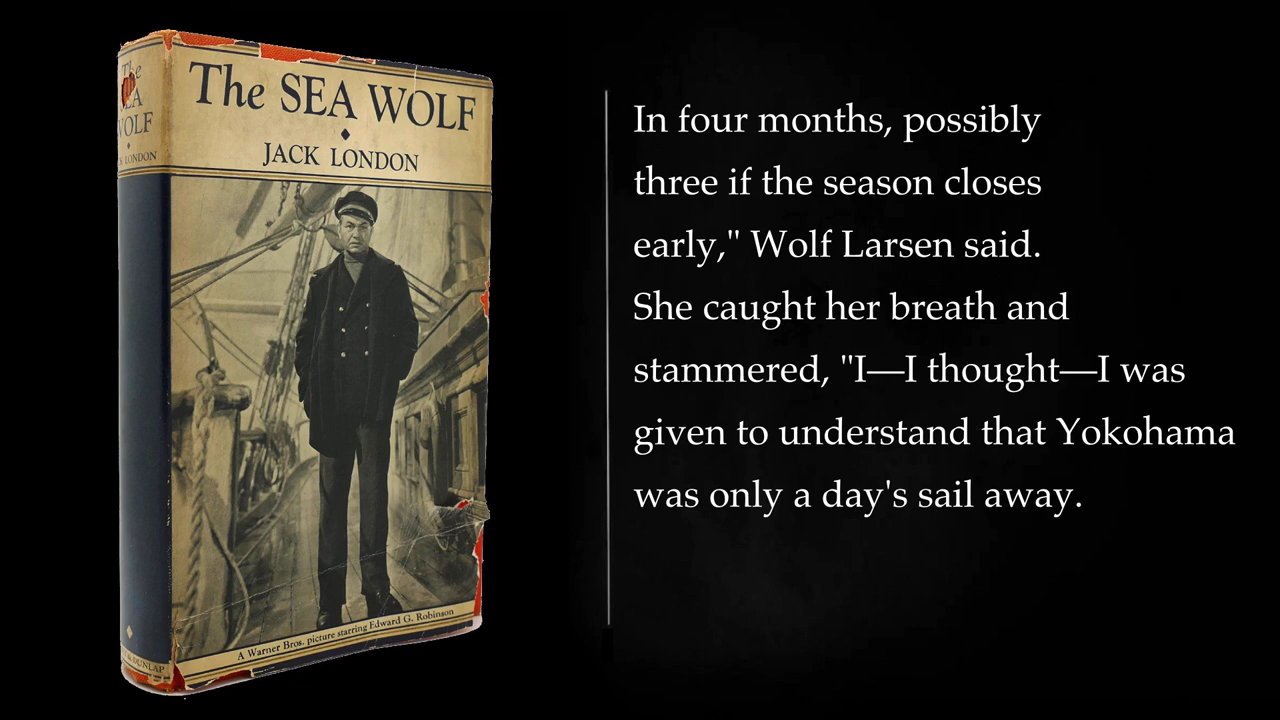 The
SEA
WOLF
LONDON
DUNLAP
The SEA WOLF
JACK LONDON
A Warner Bros. picture starring Edward G. Robinson
In four months, possibly
three if the season closes
early," Wolf Larsen said.
She caught her breath and
stammered, "I—I thought—I was
given to understand that Yokohama
was only a day's sail away.